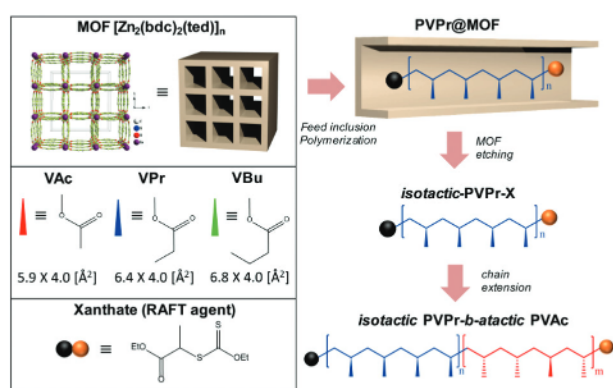 MOF [Zn₂(bdc)₂(ted)]ₙ
≡
PVPr@MOF
n
Feed inclusion
Polymerization
MOF
etching
VAc
VPr
VBu
≡
≡
≡
O
O
O
O
O
O
5.9 X 4.0 [Å²]
6.4 X 4.0 [Å²]
6.8 X 4.0 [Å²]
isotactic-PVPr-X
n
chain
extension
Xanthate (RAFT agent)
≡
EtO
O
S
S
OEt
isotactic PVPr-b-atactic PVAc
n
m